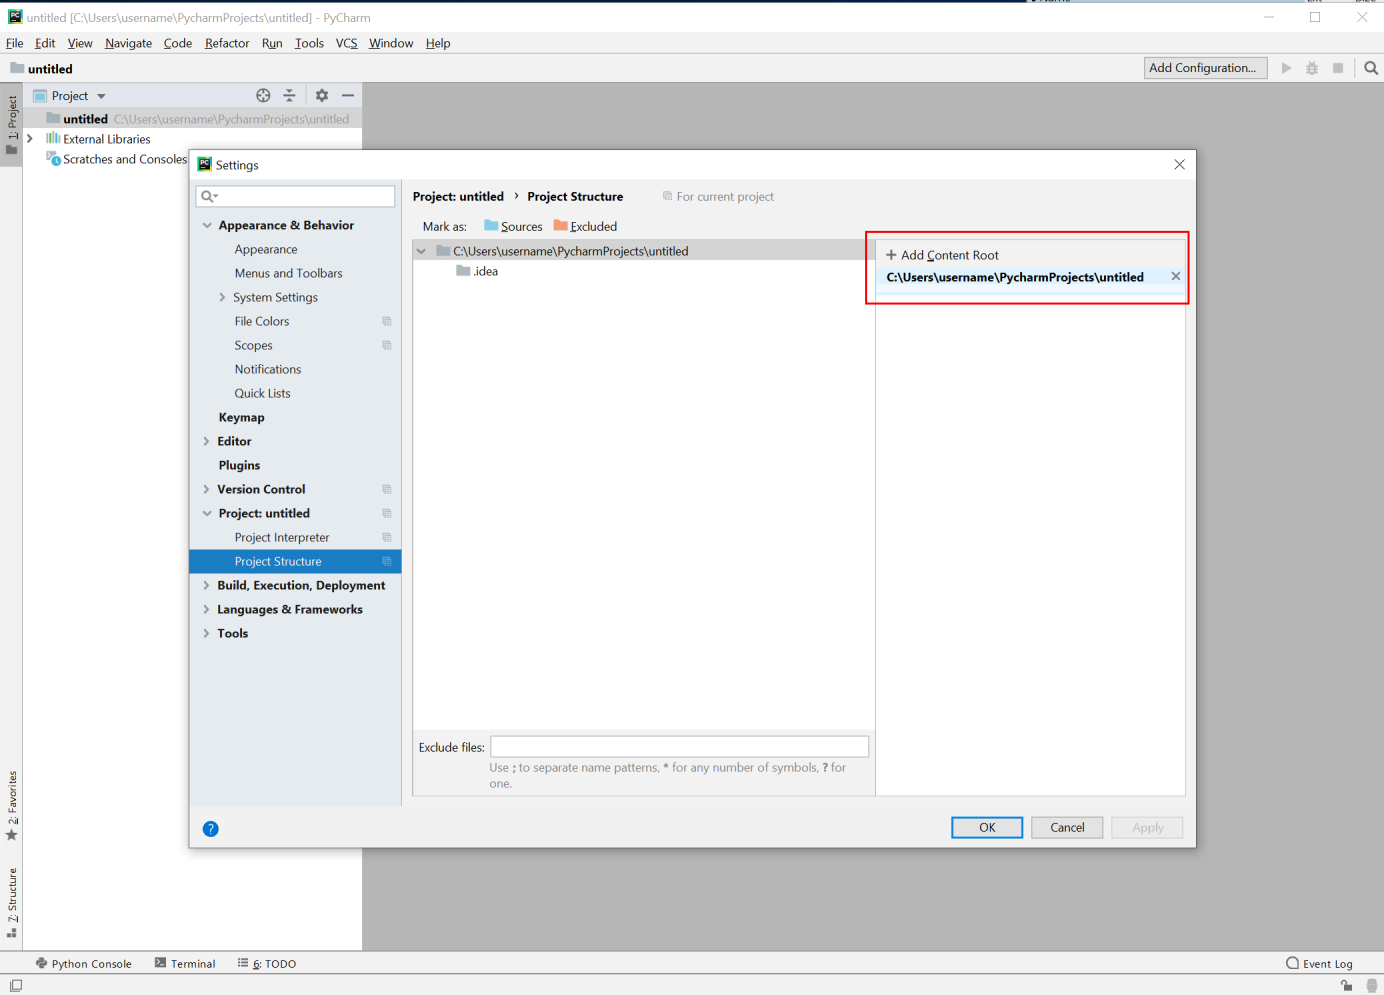 untitled [C:\Users\username\PycharmProjects\untitled] - PyCharm
File Edit View Navigate Code Refactor Run Tools VCS Window Help
untitled
Add Configuration...
1: Project
Project
untitled C:\Users\username\PycharmProjects\untitled
External Libraries
Scratches and Consoles
Settings
Appearance & Behavior
Appearance
Menus and Toolbars
System Settings
File Colors
Scopes
Notifications
Quick Lists
Keymap
Editor
Plugins
Version Control
Project: untitled
Project Interpreter
Project Structure
Build, Execution, Deployment
Languages & Frameworks
Tools
Project: untitled › Project Structure
For current project
Mark as: Sources Excluded
C:\Users\username\PycharmProjects\untitled
.idea
Add Content Root
C:\Users\username\PycharmProjects\untitled
Exclude files:
Use ; to separate name patterns, * for any number of symbols, ? for
one.
OK Cancel Apply
2: Favorites
7: Structure
Python Console Terminal 6: TODO
Event Log